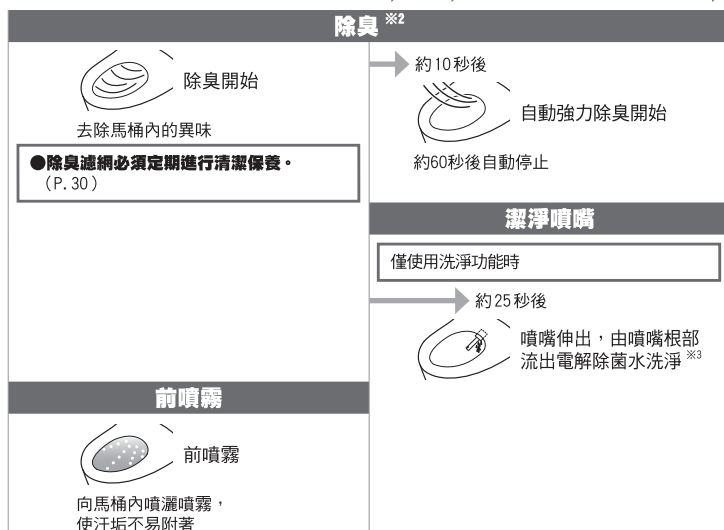 除臭 ※2
除臭開始
去除馬桶內的異味
●除臭濾網必須定期進行清潔保養。
（P.30）
約10秒後
自動強力除臭開始
約60秒後自動停止
潔淨噴嘴
僅使用洗淨功能時
約25秒後
噴嘴伸出，由噴嘴根部
流出電解除菌水洗淨 ※3
前噴霧
前噴霧
向馬桶內噴灑噴霧，
使汙垢不易附著